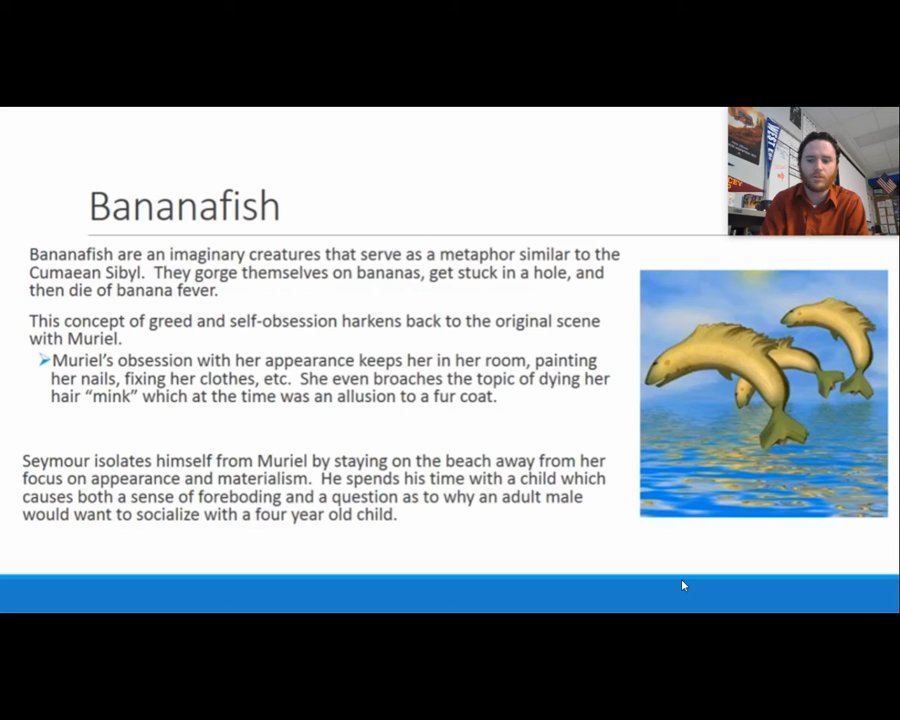 Bananafish
Bananafish are an imaginary creatures that serve as a metaphor similar to the
Cumaean Sibyl. They gorge themselves on bananas, get stuck in a hole, and
then die of banana fever.
This concept of greed and self-obsession harkens back to the original scene
with Muriel.
Muriel's obsession with her appearance keeps her in her room, painting
her nails, fixing her clothes, etc. She even broaches the topic of dying her
hair “mink” which at the time was an allusion to a fur coat.
Seymour isolates himself from Muriel by staying on the beach away from her
focus on appearance and materialism. He spends his time with a child which
causes both a sense of foreboding and a question as to why an adult male
would want to socialize with a four year old child.